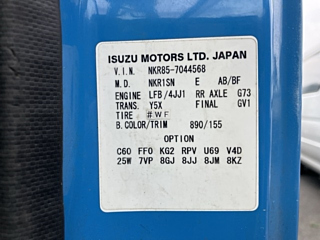 ISUZU MOTORS LTD. JAPAN
V.I.N. NKR85-7044568
M.D. NKR1SN E AB/BF
ENGINE LFB/4JJ1 RR AXLE G73
TRANS. Y5X FINAL GV1
TIRE #WF
B.COLOR/TRIM 890/155
OPTION
C60 FF0 KG2 RPV U69 V4D
25W 7VP 8GJ 8JJ 8JM 8KZ